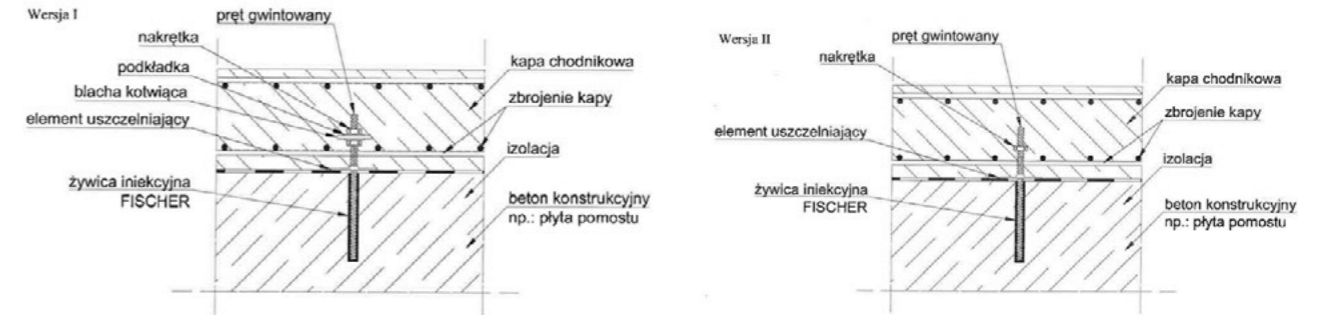 Wersja I
pręt gwintowany
nakrętka
podkładka
blacha kotwiąca
element uszczelniający
żywica iniekcyjna
FISCHER
kapa chodnikowa
zbrojenie kapy
izolacja
beton konstrukcyjny
np.: płyta pomostu
Wersja II
pręt gwintowany
nakrętka
element uszczelniający
żywica iniekcyjna
FISCHER
kapa chodnikowa
zbrojenie kapy
izolacja
beton konstrukcyjny
np.: płyta pomostu